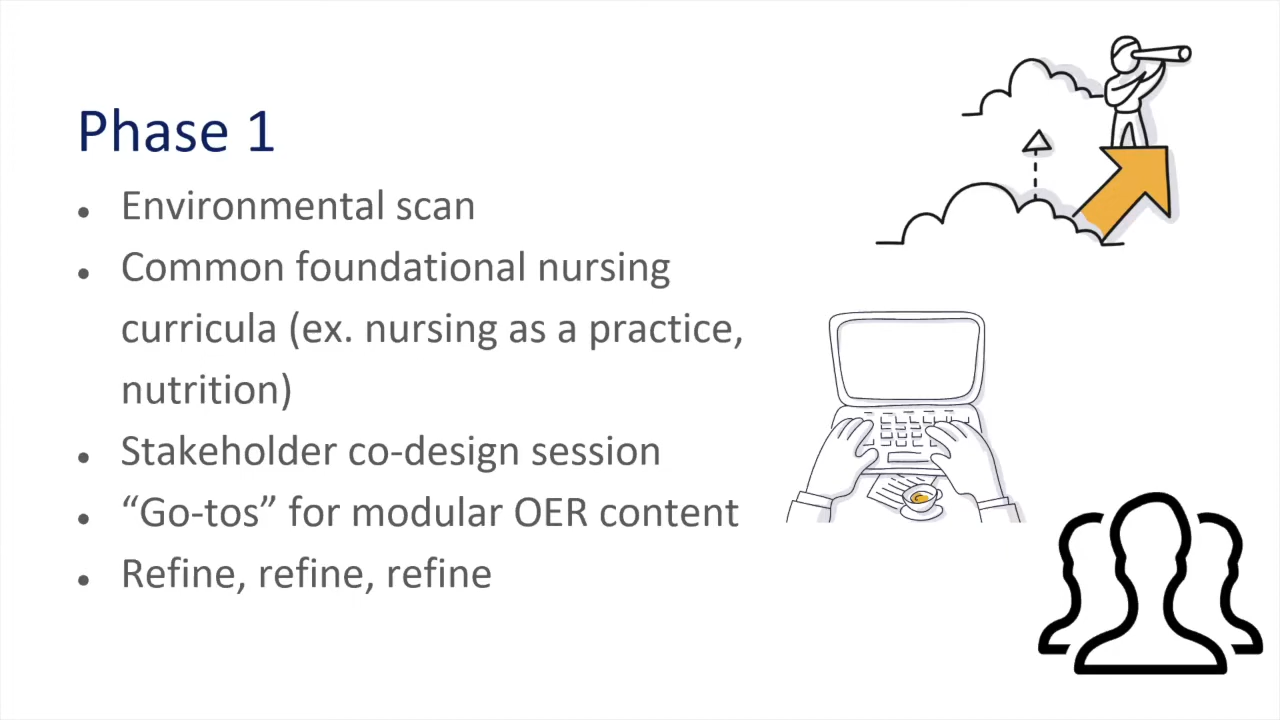 Phase 1
• Environmental scan
• Common foundational nursing
curricula (ex. nursing as a practice,
nutrition)
• Stakeholder co-design session
• “Go-tos” for modular OER content
• Refine, refine, refine